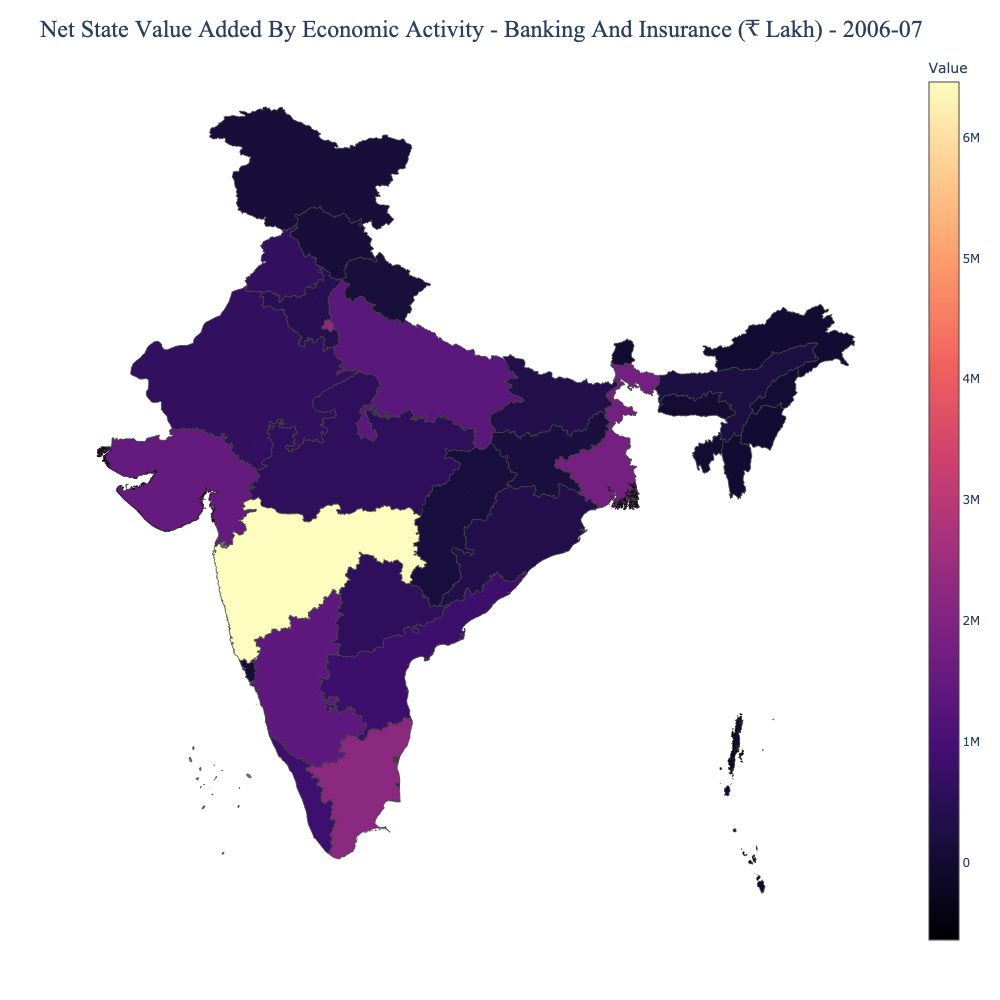 Net State Value Added By Economic Activity - Banking And Insurance (₹ Lakh) - 2006-07
Value
6M
5M
4M
3M
2M
1M
0